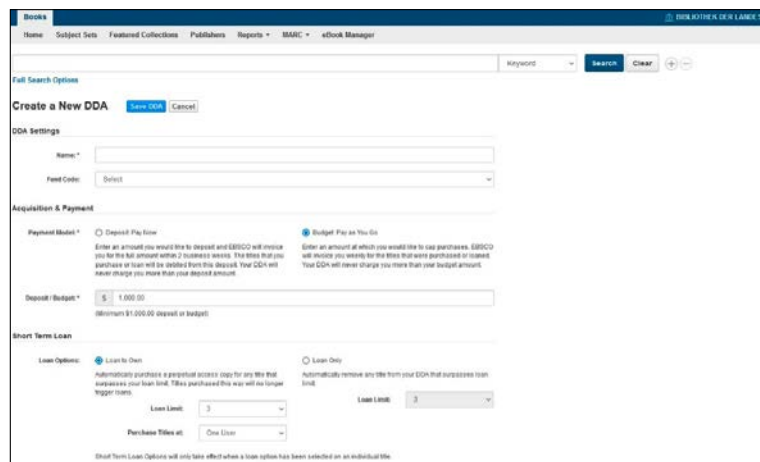 Books
BIBLIOTHEK DER LANDES
Home Subject Sets Featured Collections Publishers Reports MARC eBook Manager
Keyword Search Clear
Full Search Options
Create a New DDA Save DDA Cancel
DDA Settings
Name: *
Fund Code: Select
Acquisition & Payment
Payment Model: * Deposit Pay Now Budget Pay as You Go
Enter an amount you would like to deposit and EBSCO will invoice
you for the full amount within 2 business weeks. The titles that you
purchase or loan will be debited from this deposit. Your DDA will
never charge you more than your deposit amount.
Enter an amount at which you would like to cap purchases. EBSCO
will invoice you weekly for the titles that were purchased or loaned.
Your DDA will never charge you more than your budget amount.
Deposit / Budget: * $ 1,000.00
(Minimum $1,000.00 deposit or budget)
Short Term Loan
Loan Options: Loan to Own Loan Only
Automatically purchase a perpetual access copy for any title that
surpasses your loan limit. Titles purchased this way will no longer
trigger loans.
Automatically remove any title from your DDA that surpasses loan
limit.
Loan Limit: 3
Loan Limit: 3
Purchase Titles at: One User
Short Term Loan Options will only take effect when a loan option has been selected on an individual title.